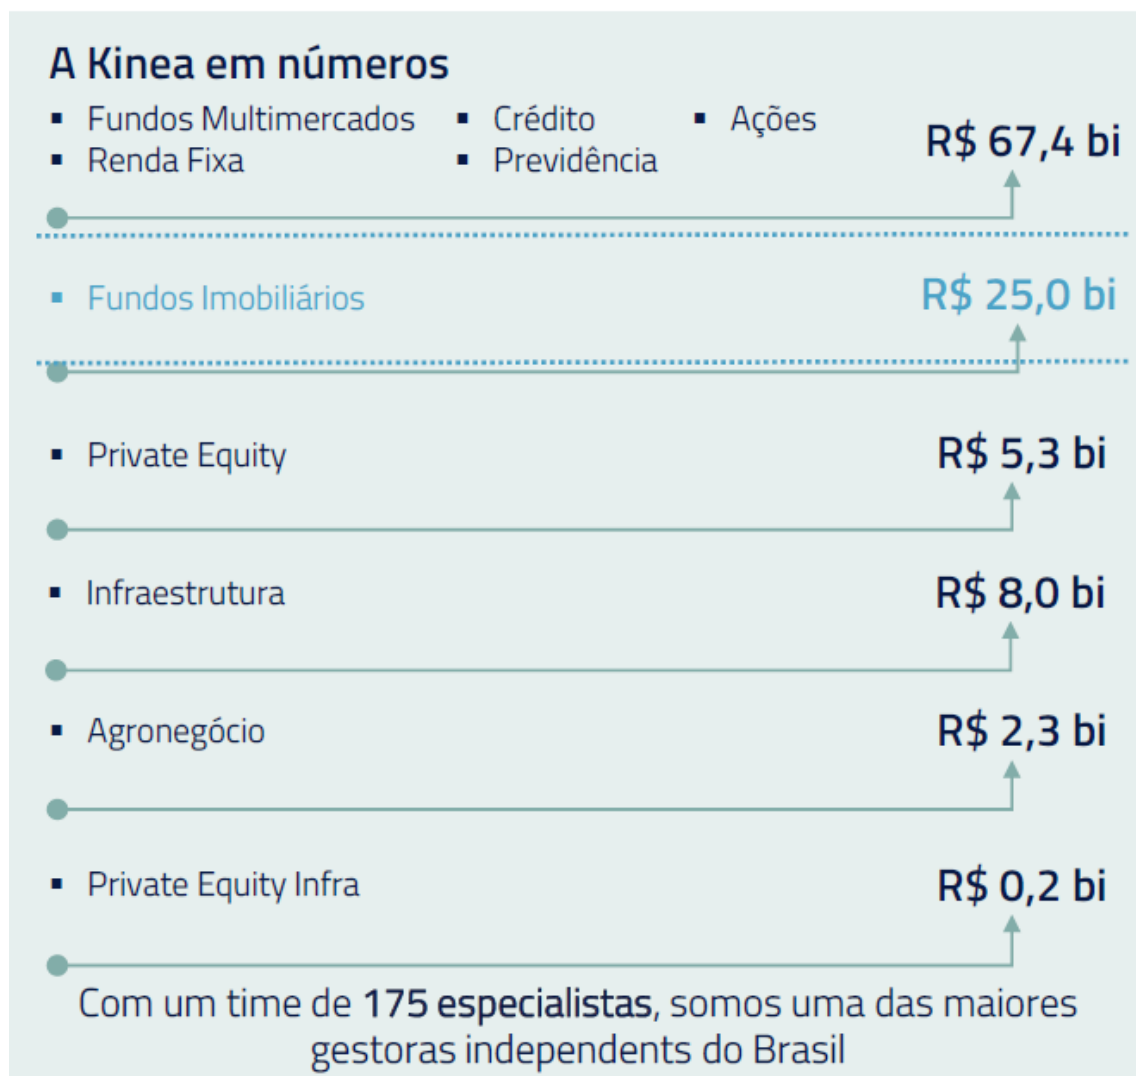 A Kinea em números
▪ Fundos Multimercados ▪ Crédito ▪ Ações
▪ Renda Fixa ▪ Previdência
R$ 67,4 bi
▪ Fundos Imobiliários R$ 25,0 bi
▪ Private Equity R$ 5,3 bi
▪ Infraestrutura R$ 8,0 bi
▪ Agronegócio R$ 2,3 bi
▪ Private Equity Infra R$ 0,2 bi
Com um time de 175 especialistas, somos uma das maiores
gestoras independents do Brasil